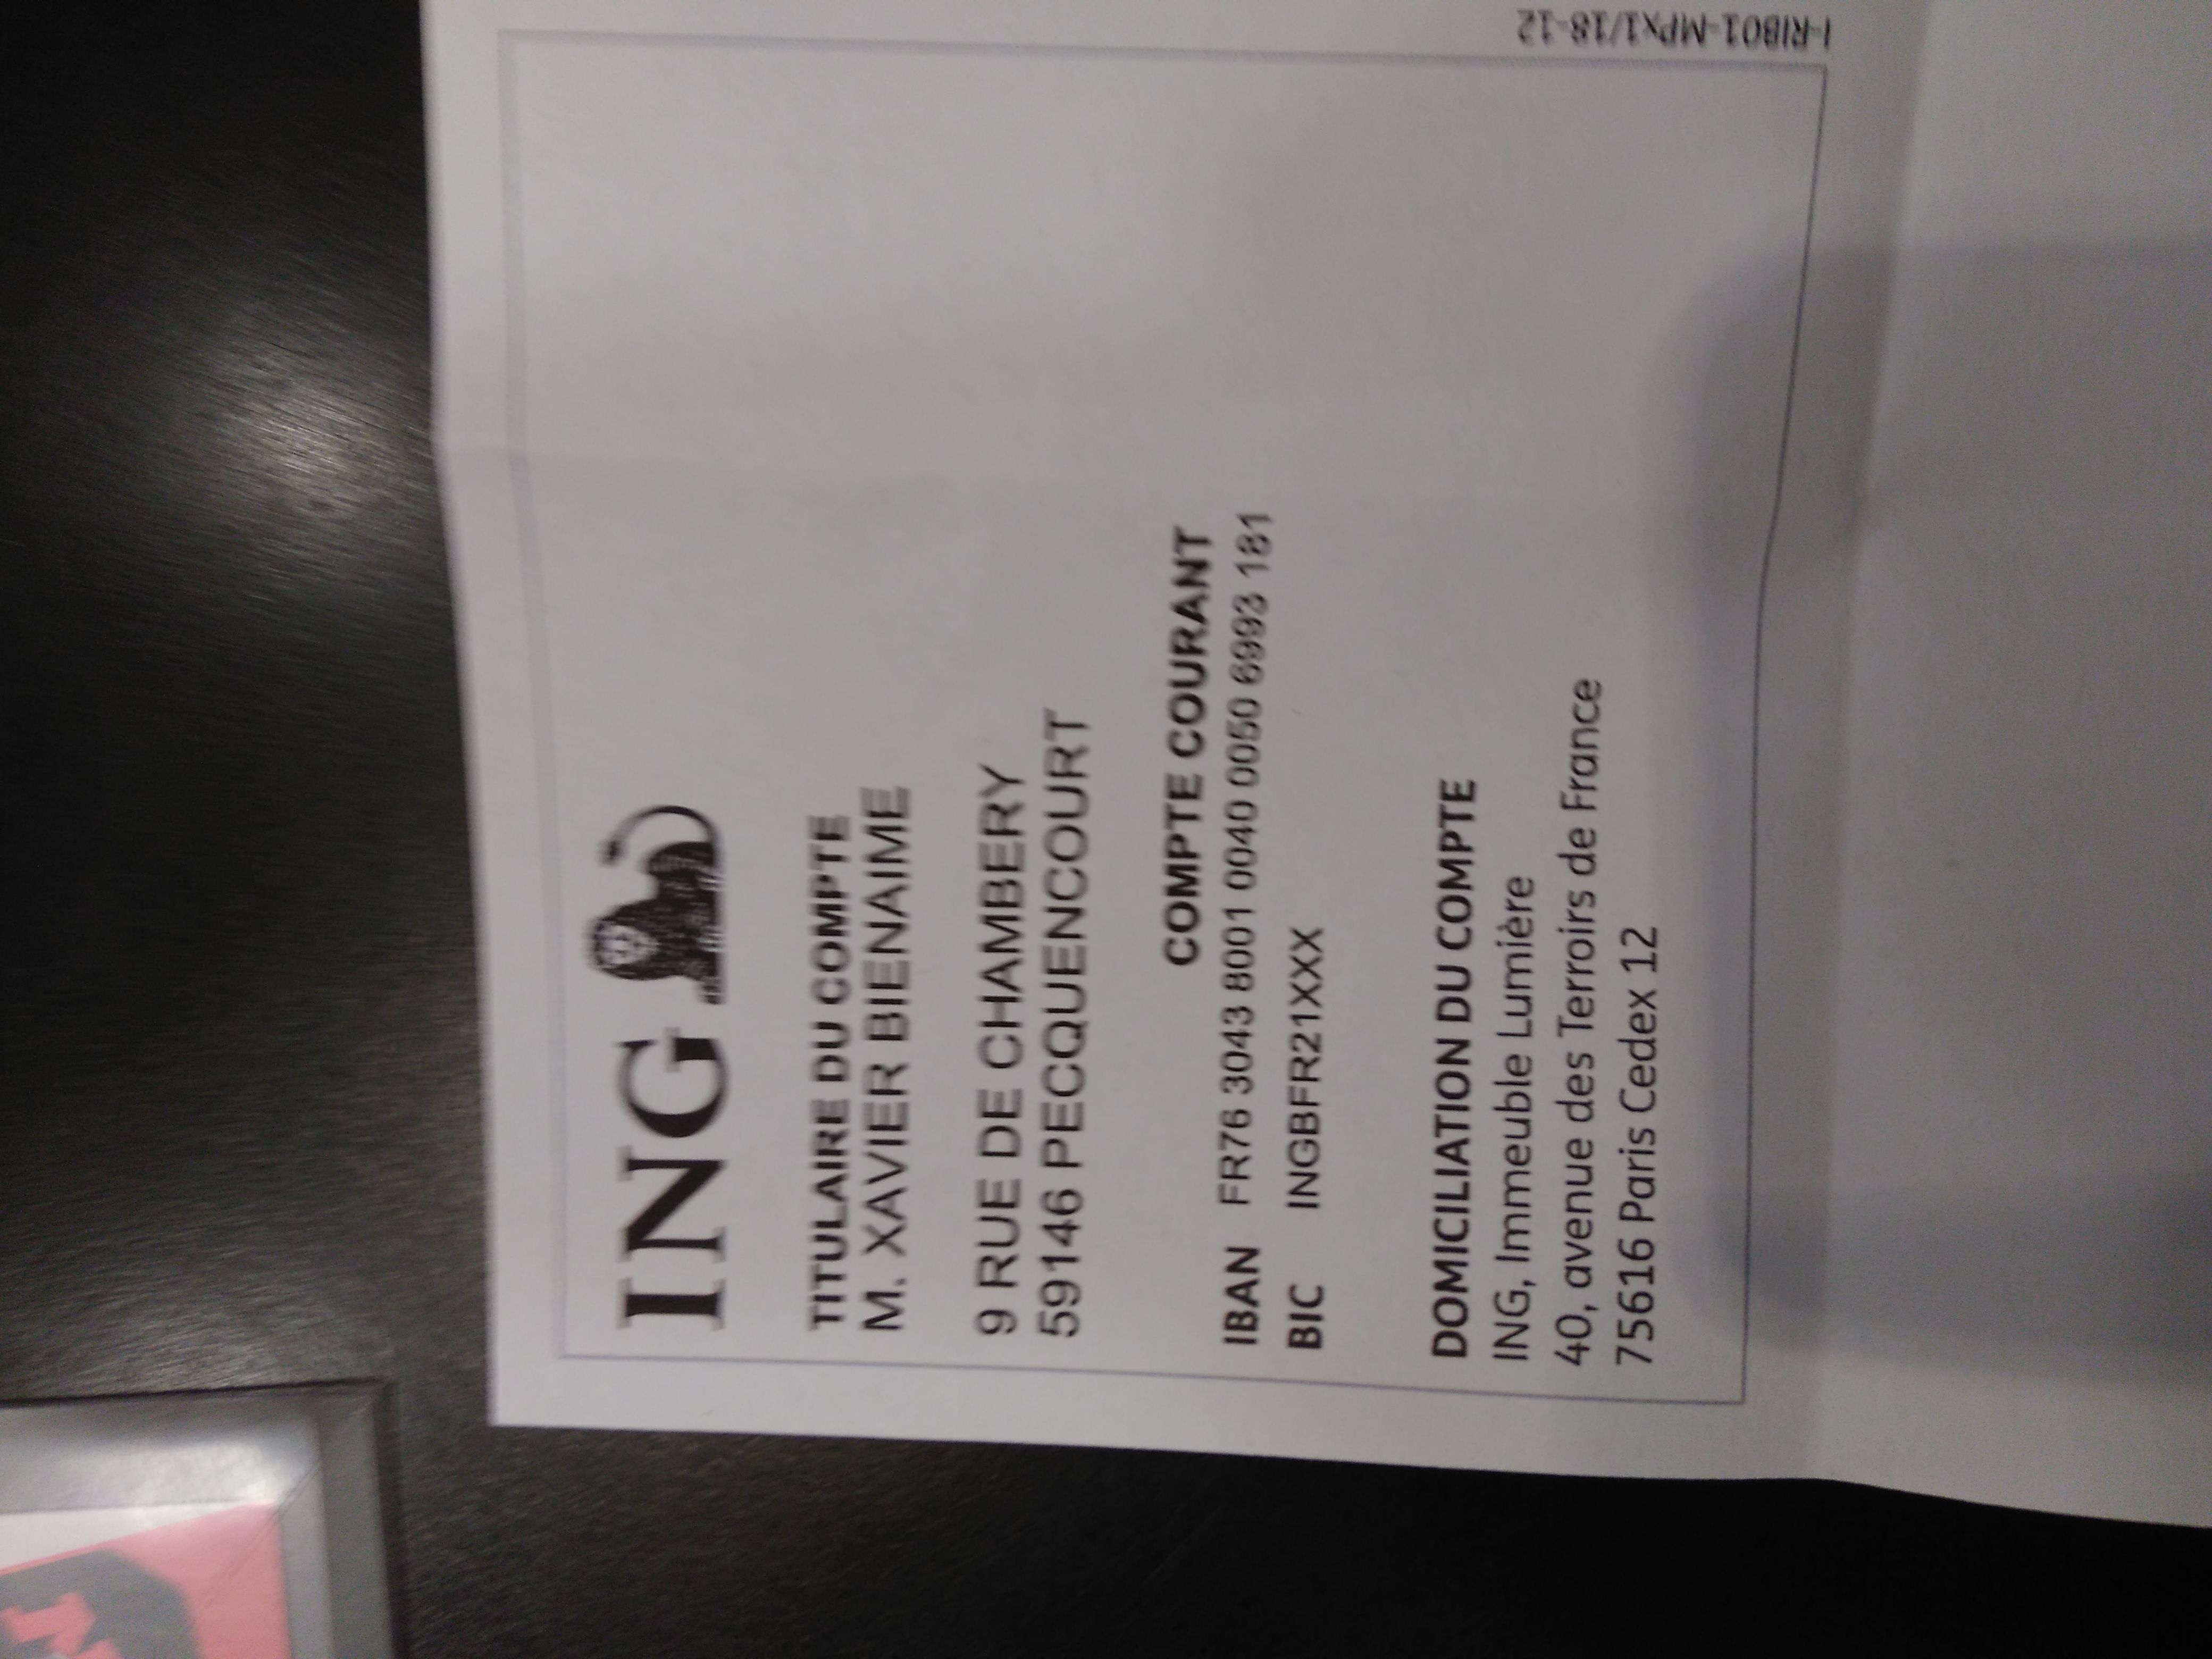 ING
TITULAIRE DU COMPTE
M. XAVIER BIENAIME
9 RUE DE CHAMBERY
59146 PECQUENCOURT
COMPTE COURANT
IBAN FR76 3043 8001 0040 0050 6993 181
BIC INGBFR21XXX
DOMICILIATION DU COMPTE
ING, Immeuble Lumière
40, avenue des Terroirs de France
75616 Paris Cedex 12
I-RIB01-MPx1/18-12